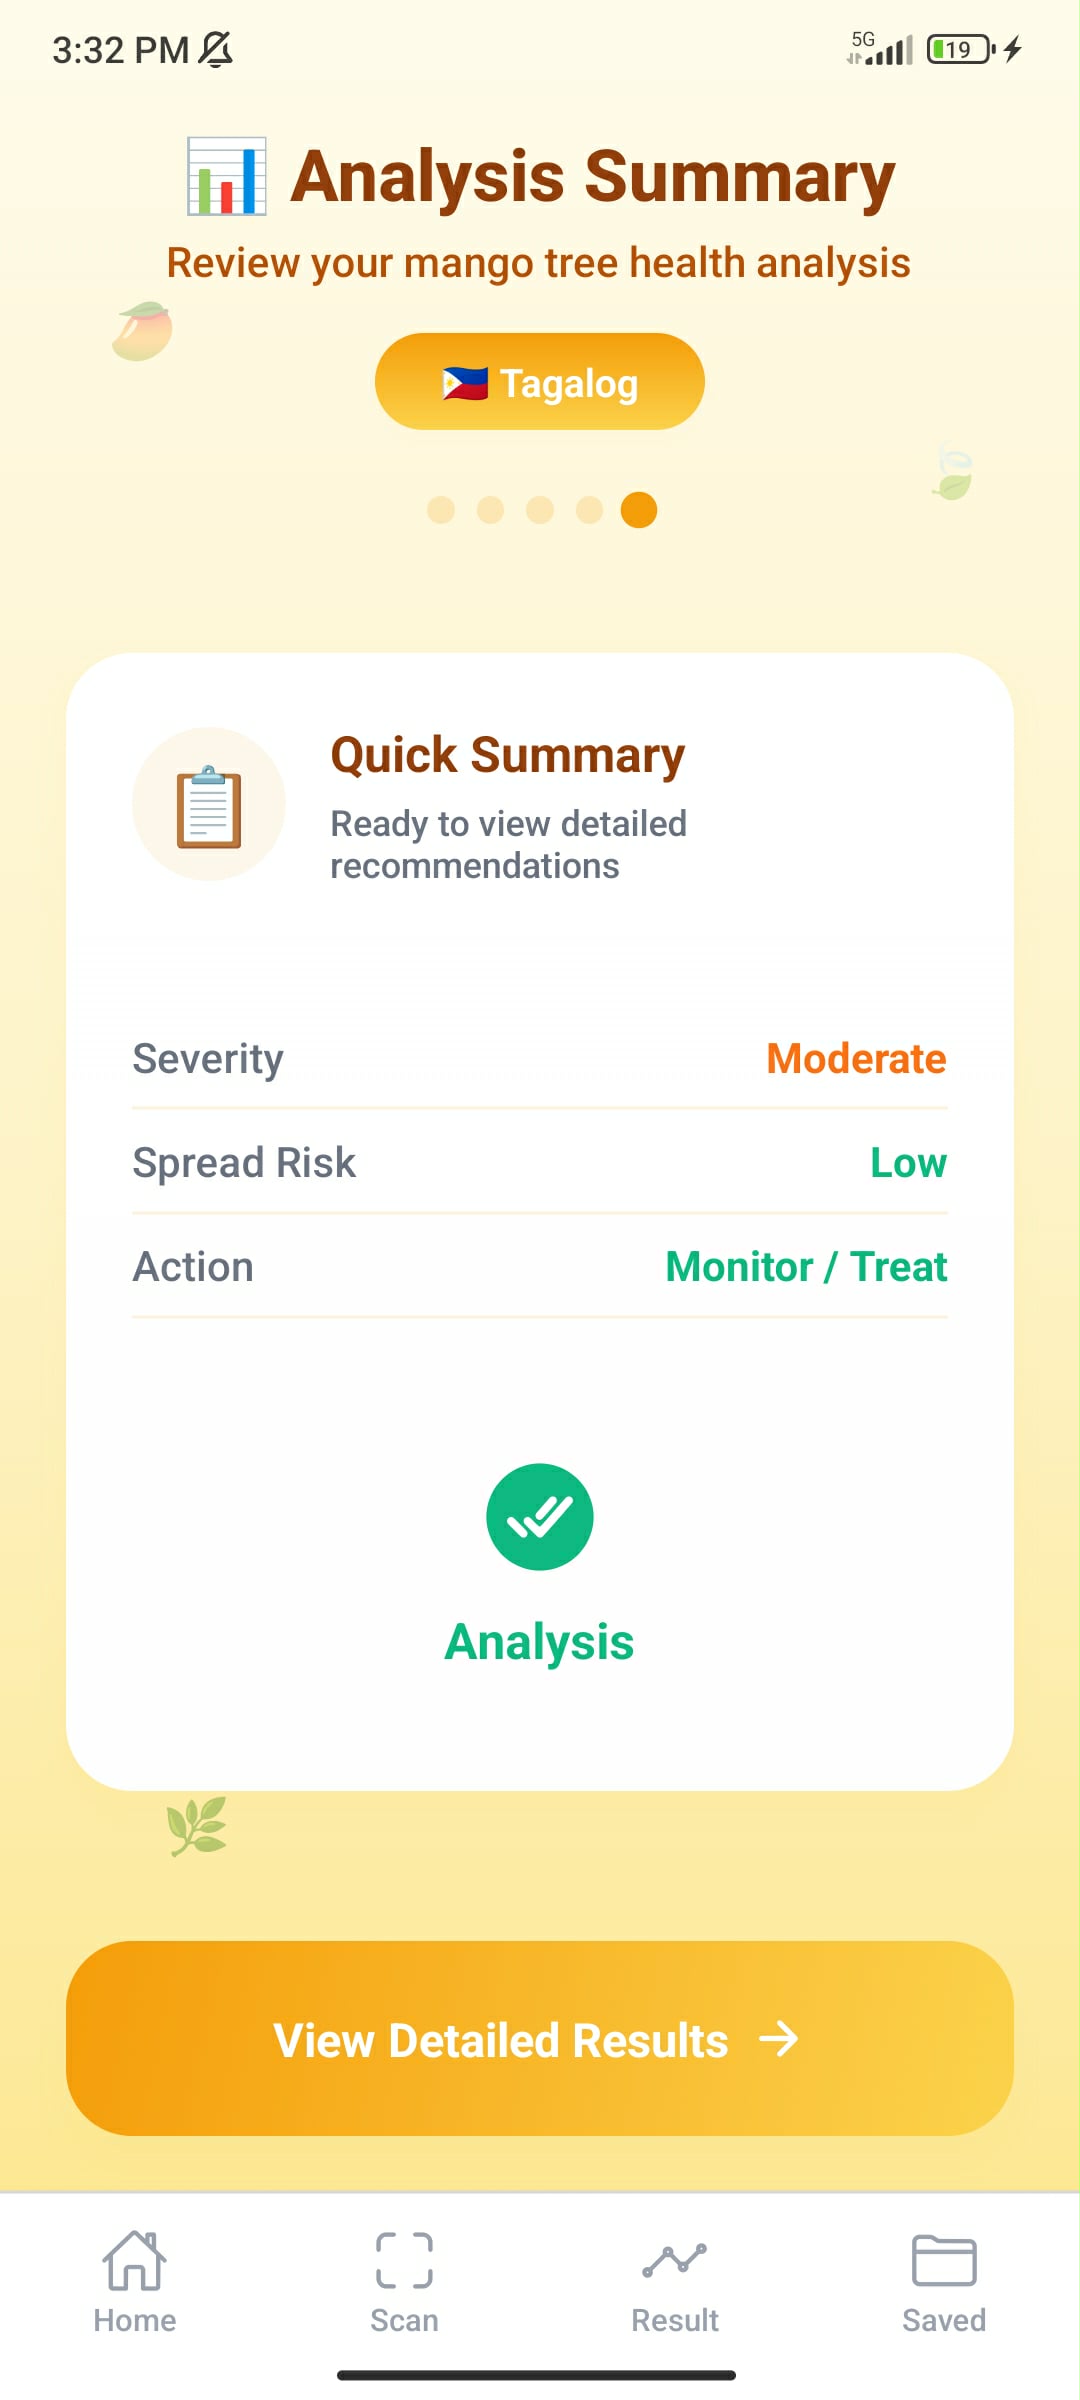 3:32 PM
5G
19
Analysis Summary
Review your mango tree health analysis
Tagalog
Quick Summary
Ready to view detailed
recommendations
Severity Moderate
Spread Risk Low
Action Monitor / Treat
Analysis
View Detailed Results
Home Scan Result Saved